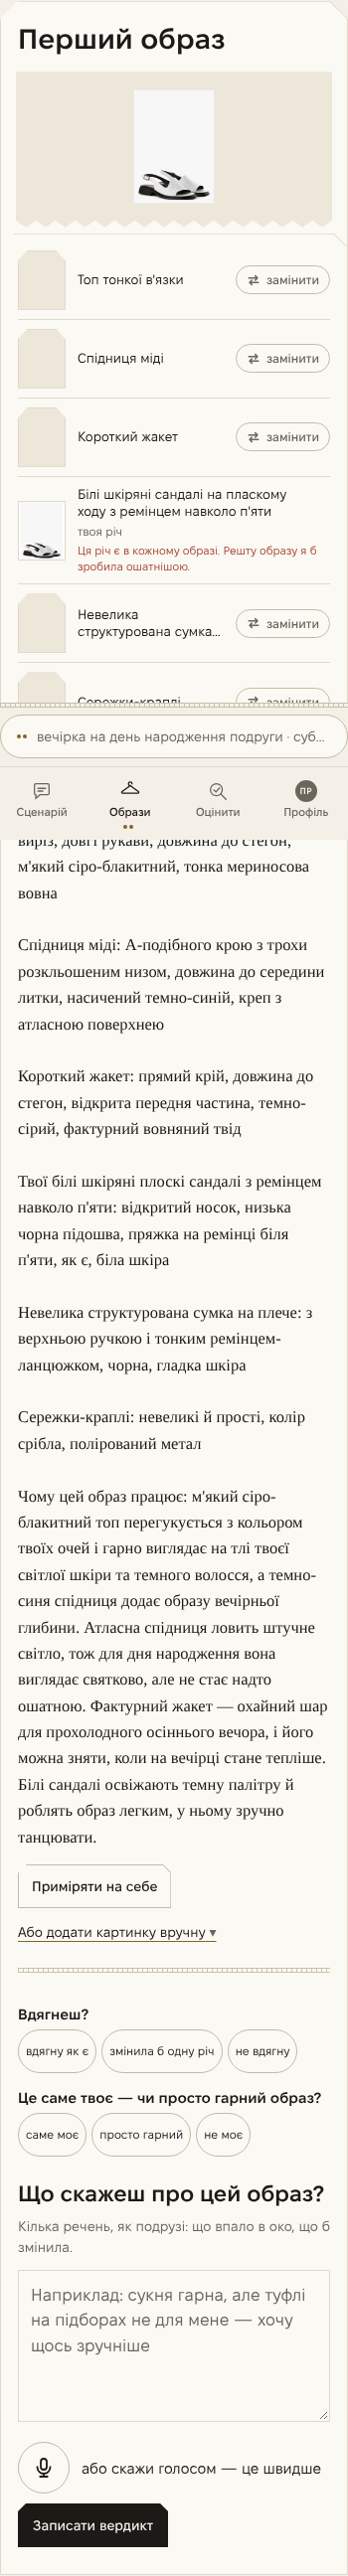 Перший образ
Топ тонкої в'язки
замінити
Спідниця міді
замінити
Короткий жакет
замінити
Білі шкіряні сандалі на пласкому
ходу з ремінцем навколо п'яти
твоя річ
Ця річ є в кожному образі. Решту образу я б
зробила ошатнішою.
Невелика
структурована сумка...
замінити
Сережки-краплі
замінити
вечірка на день народження подруги · суб...
Сценарій
Образи
Оцінити
ПР
Профіль
виріз, довгі рукави, довжина до стегон,
м'який сіро-блакитний, тонка мериносова
вовна
Спідниця міді: А-подібного крою з трохи
розкльошеним низом, довжина до середини
литки, насичений темно-синій, креп з
атласною поверхнею
Короткий жакет: прямий крій, довжина до
стегон, відкрита передня частина, темно-
сірий, фактурний вовняний твід
Твої білі шкіряні плоскі сандалі з ремінцем
навколо п'яти: відкритий носок, низька
чорна підошва, пряжка на ремінці біля
п'яти, як є, біла шкіра
Невелика структурована сумка на плече: з
верхньою ручкою і тонким ремінцем-
ланцюжком, чорна, гладка шкіра
Сережки-краплі: невеликі й прості, колір
срібла, полірований метал
Чому цей образ працює: м'який сіро-
блакитний топ перегукується з кольором
твоїх очей і гарно виглядає на тлі твоєї
світлої шкіри та темного волосся, а темно-
синя спідниця додає образу вечірньої
глибини. Атласна спідниця ловить штучне
світло, тож для дня народження вона
виглядає святково, але не стає надто
ошатною. Фактурний жакет — охайний шар
для прохолодного осіннього вечора, і його
можна зняти, коли на вечірці стане тепліше.
Білі сандалі освіжають темну палітру й
роблять образ легким, у ньому зручно
танцювати.
Приміряти на себе
Або додати картинку вручну ▾
Вдягнеш?
вдягну як є
змінила б одну річ
не вдягну
Це саме твоє — чи просто гарний образ?
саме моє
просто гарний
не моє
Що скажеш про цей образ?
Кілька речень, як подрузі: що впало в око, що б
змінила.
Наприклад: сукня гарна, але туфлі
на підборах не для мене — хочу
щось зручніше
або скажи голосом — це швидше
Записати вердикт